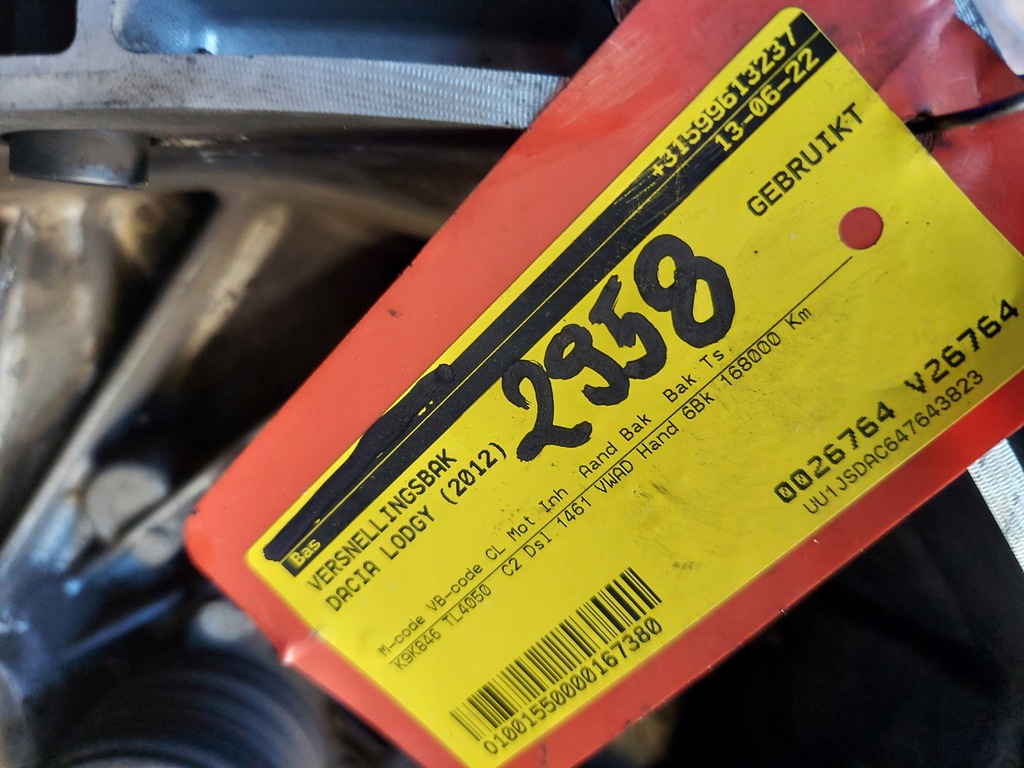 +31599613237
13-06-22
Bas
GEBRUIKT
VERSNELLINGSBAK
DACIA LODGY (2012)
2958
M-code VB-code CL Mot Inh Aand Bak Bak Ts
K9K846 TL4050 C2 Dsl 1461 VWAD Hand 6Bk 168000 Km
0026764 V26764
UU1JSDAC647643823
01001550000167380